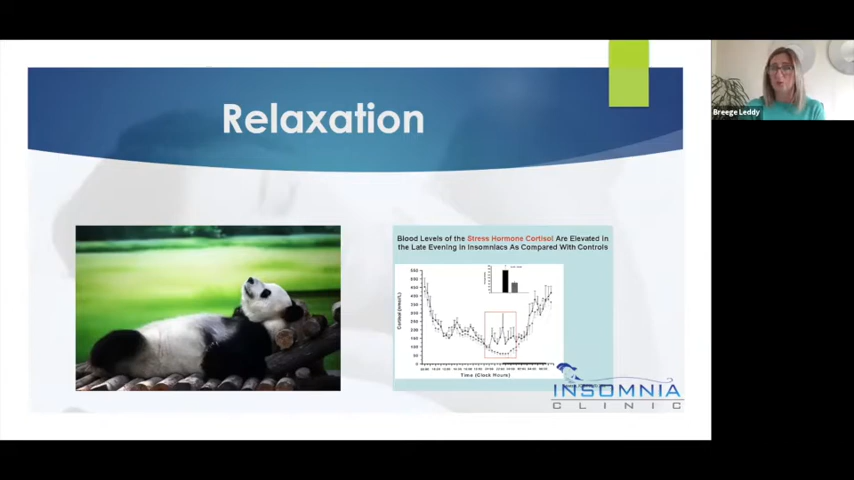 Relaxation
Breege Leddy
Blood Levels of the Stress Hormone Cortisol Are Elevated in
the Late Evening in Insomniacs As Compared With Controls
Time (Clock Hours)
INSOMNIA
CLINIC